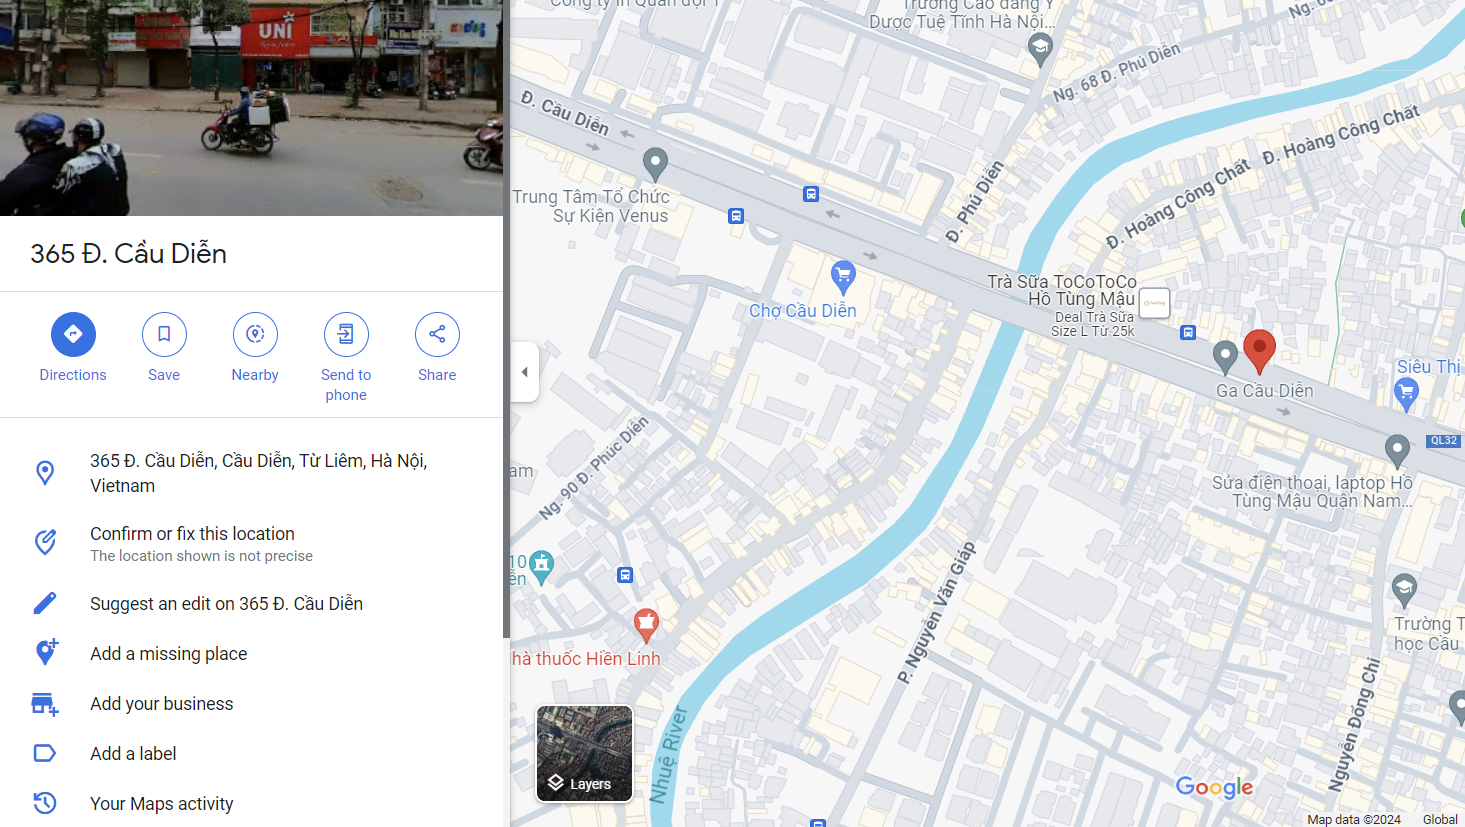 UNI
365 Đ. Cầu Diễn
Directions
Save
Nearby
Send to
phone
Share
365 Đ. Cầu Diễn, Cầu Diễn, Từ Liêm, Hà Nội,
Vietnam
Confirm or fix this location
The location shown is not precise
Suggest an edit on 365 Đ. Cầu Diễn
Add a missing place
Add your business
Add a label
Your Maps activity
Công ty In Quân đội 1
Trường Cao đẳng Y
Dược Tuệ Tĩnh Hà Nội...
Ng. 68 Đ. Phú Diễn
Đ. Cầu Diễn
Đ. Hoàng Công Chất
Đ. Hoàng Công Chất
Đ. Phú Diễn
Trung Tâm Tổ Chức
Sự Kiện Venus
Chợ Cầu Diễn
Trà Sữa ToCoToCo
Hồ Tùng Mậu
Deal Trà Sữa
Size L Từ 25k
Ga Cầu Diễn
Siêu Thị
QL32
Sửa điện thoại, laptop Hồ
Tùng Mậu Quận Nam...
Ng. 90 Đ. Phúc Diễn
am
10
ễn
hà thuốc Hiền Linh
P. Nguyễn Văn Giáp
Trường T
học Cầu
Nguyễn Đổng Chi
Nhuệ River
Layers
Google
Map data ©2024
Global